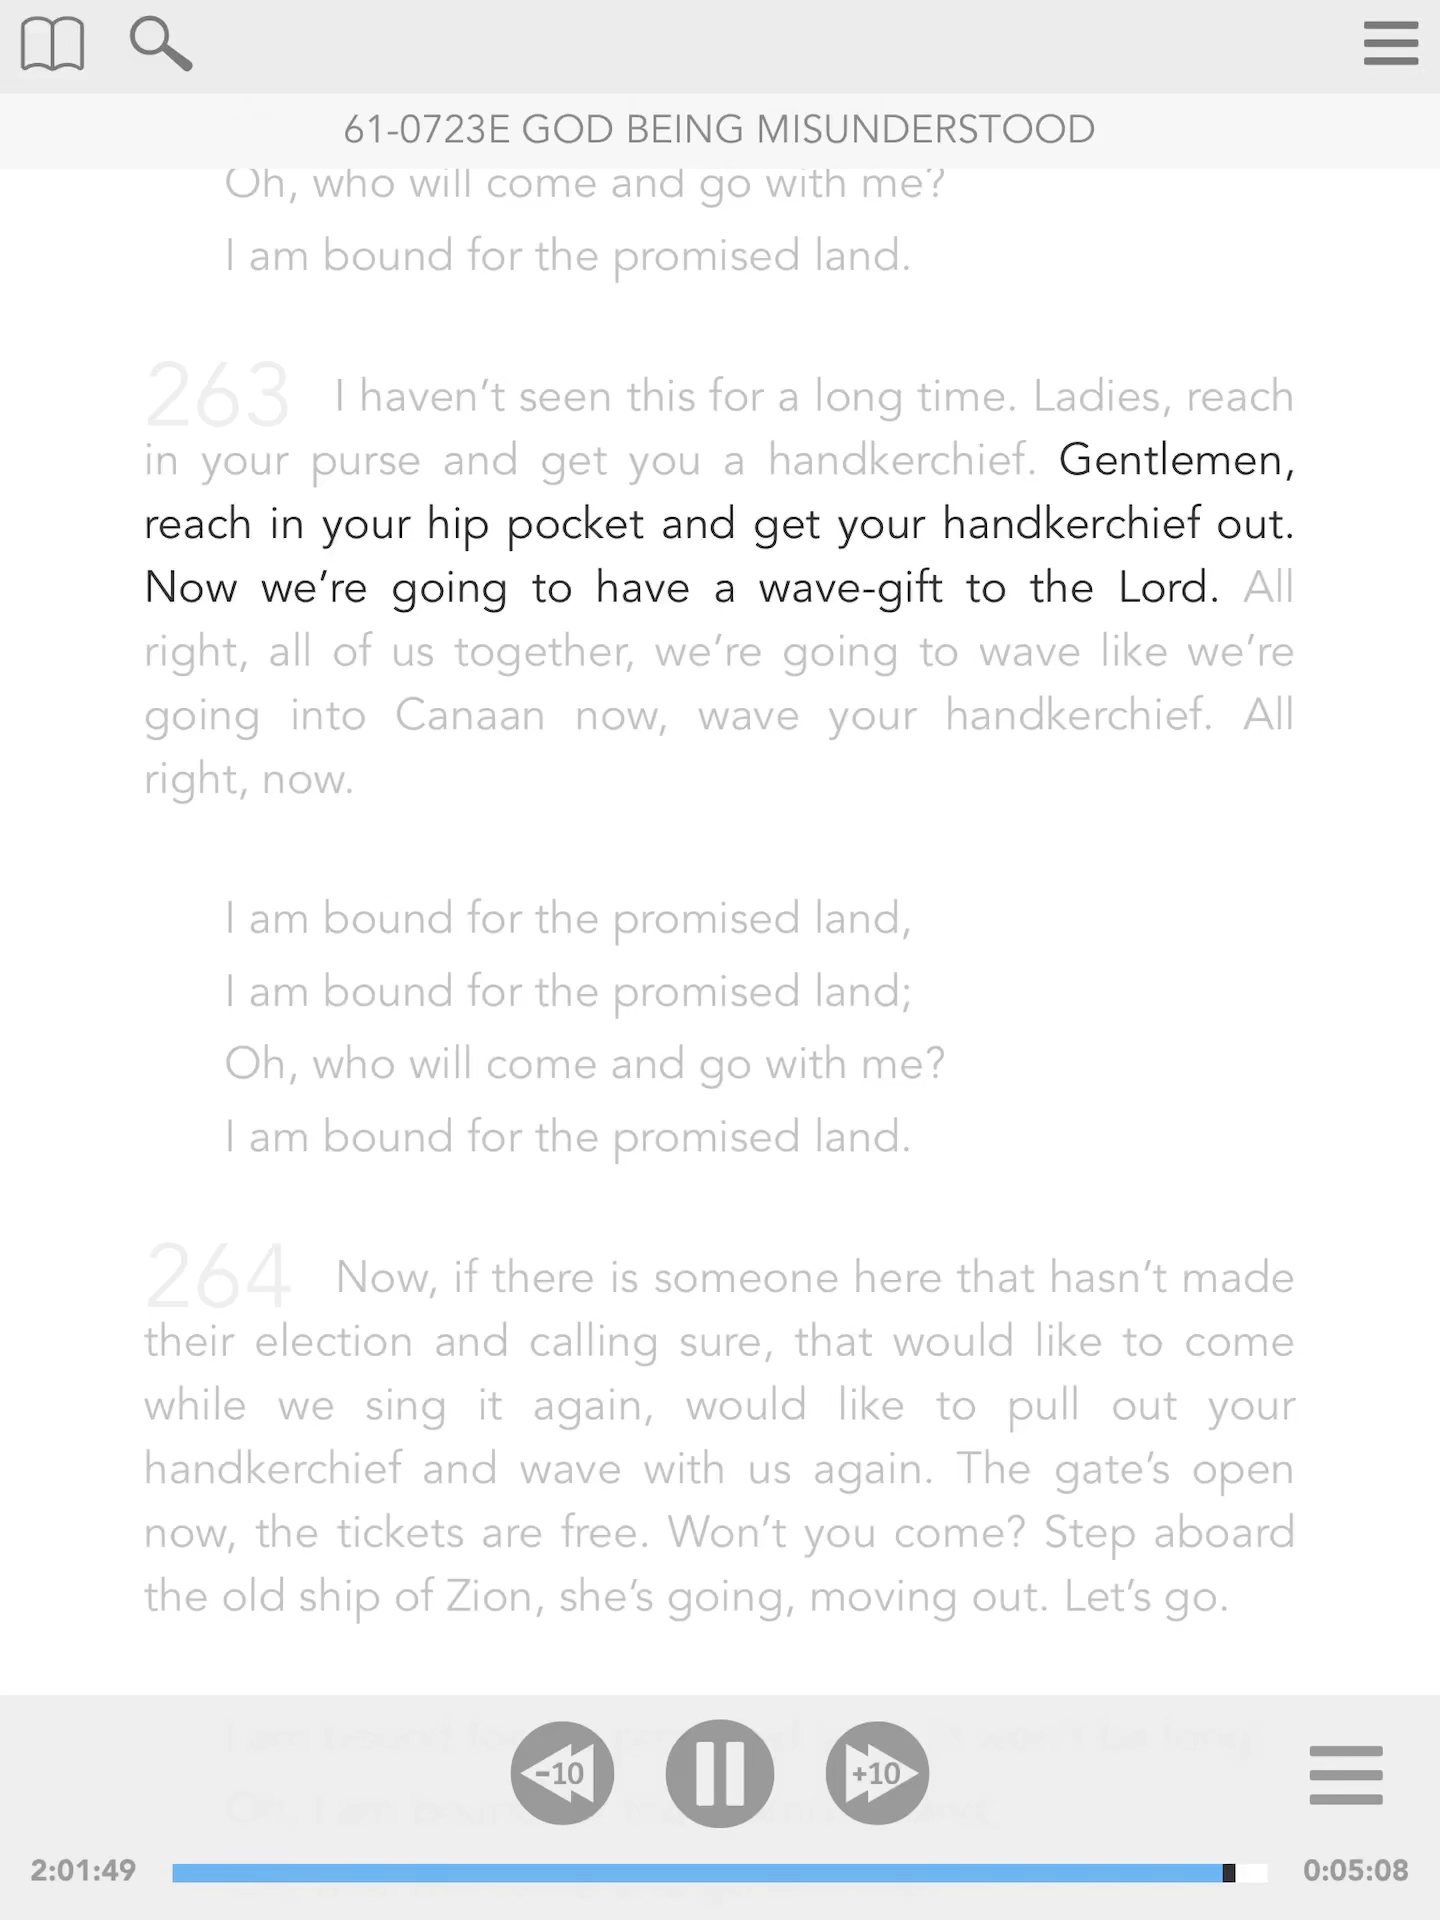 61-0723E GOD BEING MISUNDERSTOOD
Oh, who will come and go with me?
I am bound for the promised land.
263 I haven’t seen this for a long time. Ladies, reach
in your purse and get you a handkerchief. Gentlemen,
reach in your hip pocket and get your handkerchief out.
Now we’re going to have a wave-gift to the Lord. All
right, all of us together, we’re going to wave like we’re
going into Canaan now, wave your handkerchief. All
right, now.
I am bound for the promised land,
I am bound for the promised land;
Oh, who will come and go with me?
I am bound for the promised land.
264 Now, if there is someone here that hasn’t made
their election and calling sure, that would like to come
while we sing it again, would like to pull out your
handkerchief and wave with us again. The gate’s open
now, the tickets are free. Won’t you come? Step aboard
the old ship of Zion, she’s going, moving out. Let’s go.
-10 +10
2:01:49 0:05:08